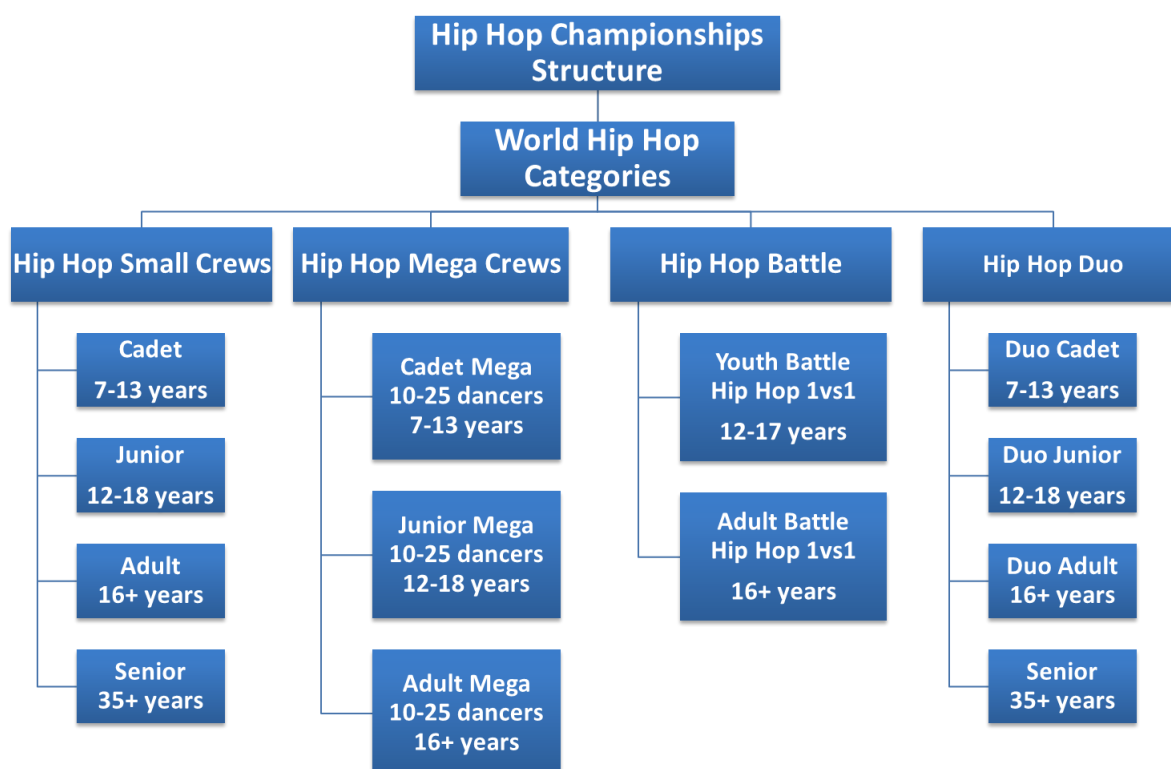 Hip Hop Championships
Structure
World Hip Hop
Categories
Hip Hop Small Crews
Cadet
7-13 years
Junior
12-18 years
Adult
16+ years
Senior
35+ years
Hip Hop Mega Crews
Cadet Mega
10-25 dancers
7-13 years
Junior Mega
10-25 dancers
12-18 years
Adult Mega
10-25 dancers
16+ years
Hip Hop Battle
Youth Battle
Hip Hop 1vs1
12-17 years
Adult Battle
Hip Hop 1vs1
16+ years
Hip Hop Duo
Duo Cadet
7-13 years
Duo Junior
12-18 years
Duo Adult
16+ years
Senior
35+ years